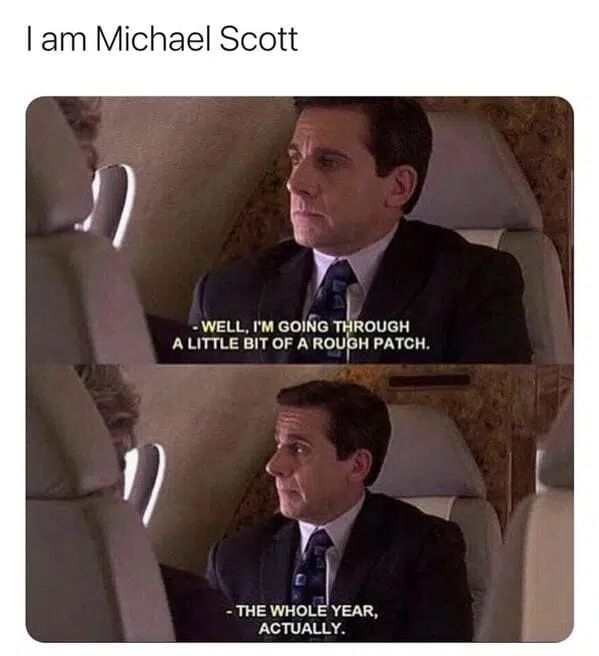 I am Michael Scott
- WELL, I'M GOING THROUGH
A LITTLE BIT OF A ROUGH PATCH.
- THE WHOLE YEAR,
ACTUALLY.